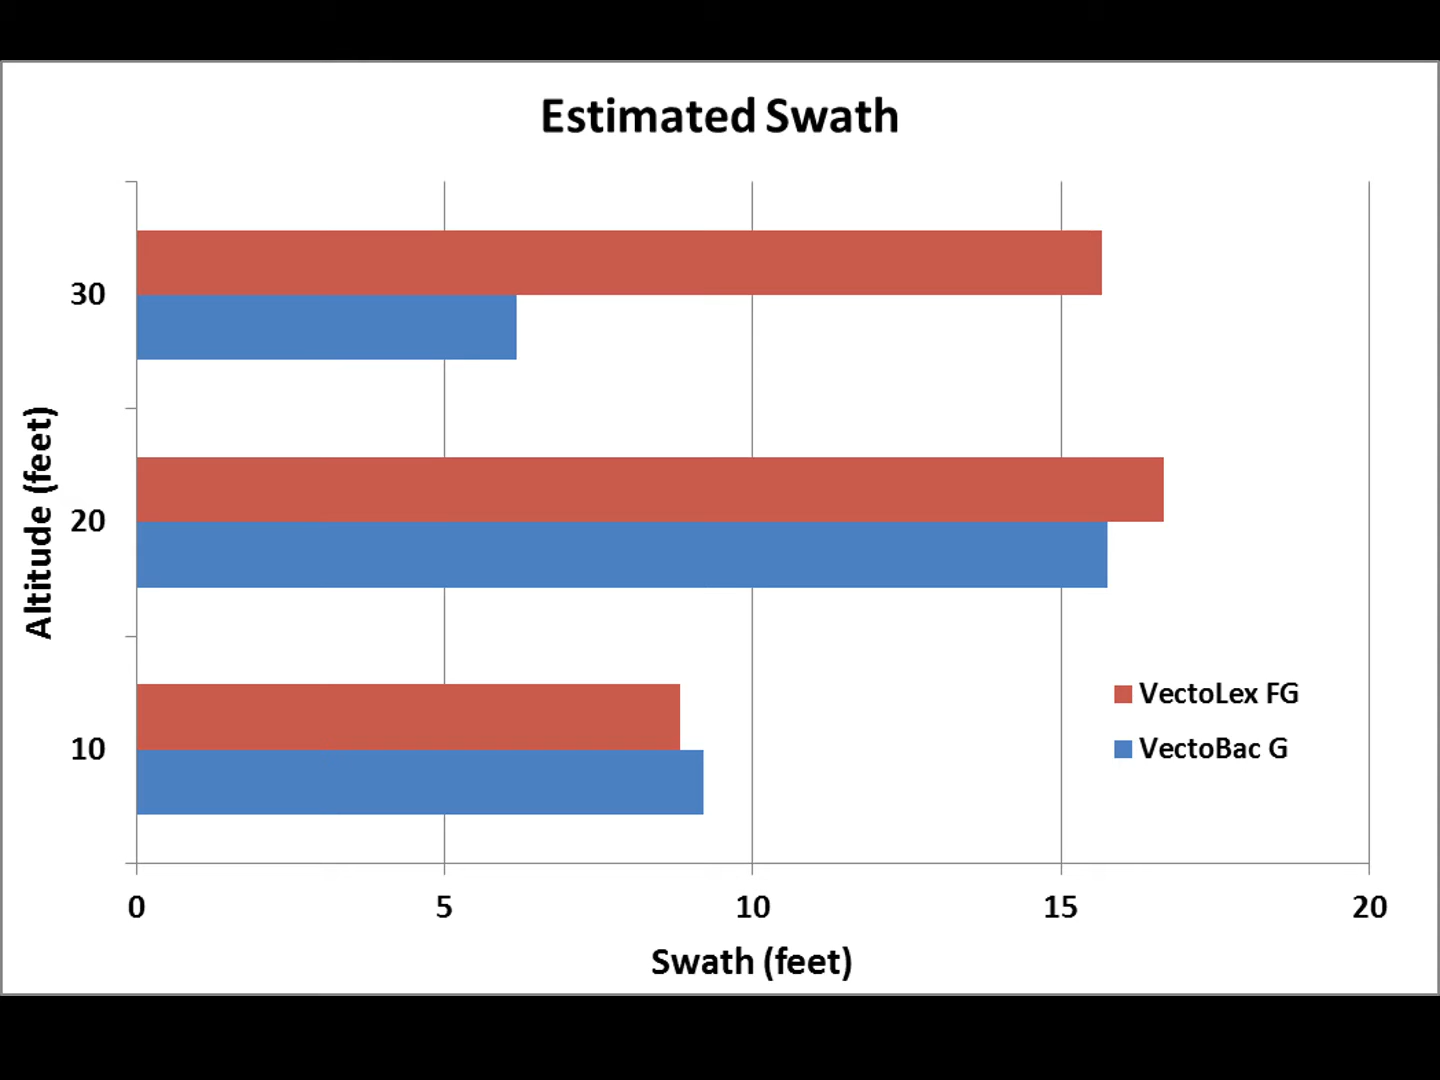 Estimated Swath
30
20
10
Altitude (feet)
VectoLex FG
VectoBac G
0 5 10 15 20
Swath (feet)